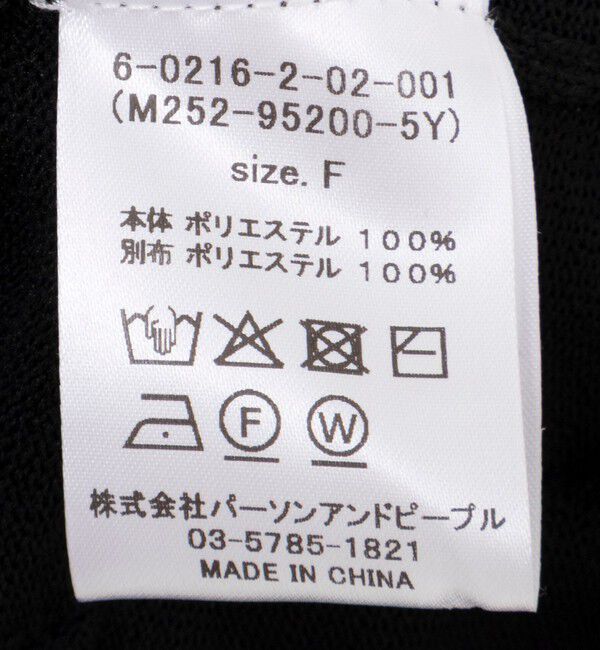 6-0216-2-02-001
(M252-95200-5Y)
size. F
本体 ポリエステル 100%
別布 ポリエステル 100%
F W
株式会社パーソンアンドピープル
03-5785-1821
MADE IN CHINA